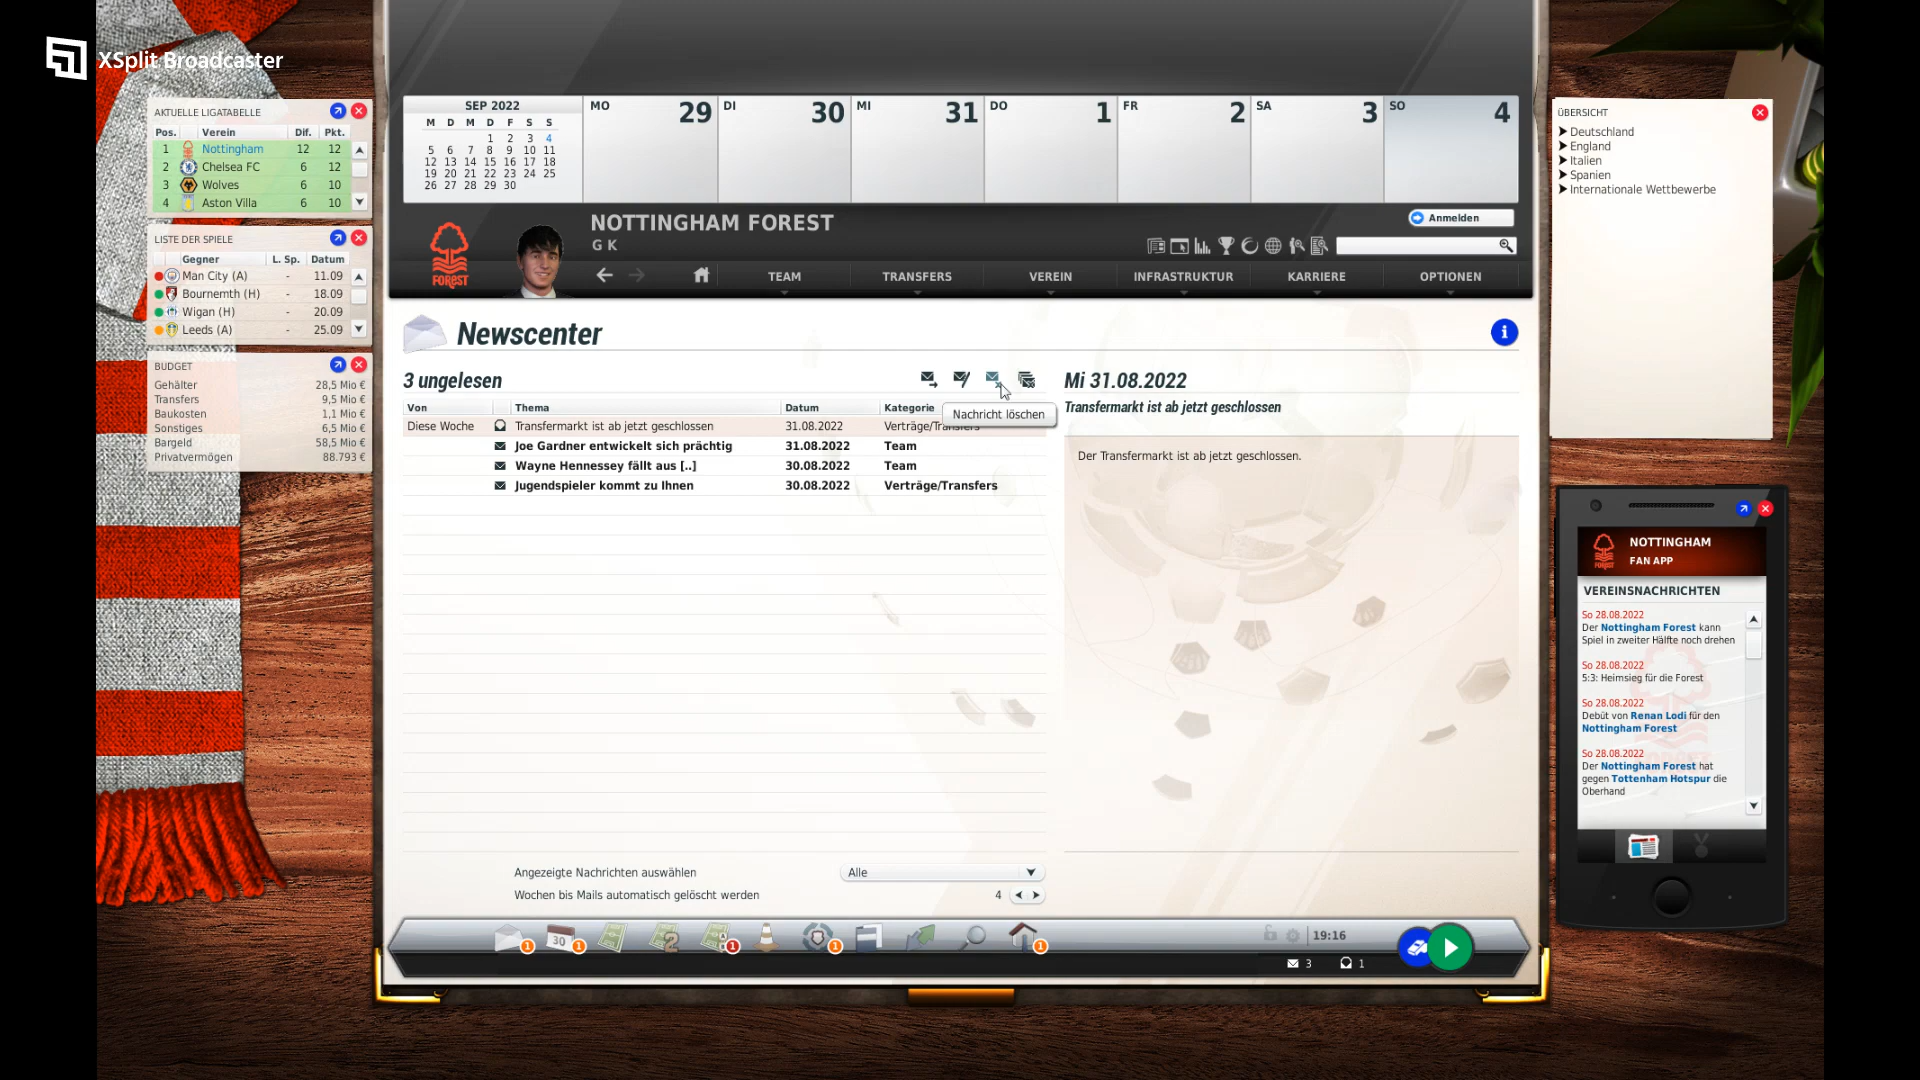 XSplit Broadcaster
AKTUELLE LIGATABELLE
Pos. Verein Dif. Pkt.
1 Nottingham 12 12
2 Chelsea FC 6 12
3 Wolves 6 10
4 Aston Villa 6 10
LISTE DER SPIELE
Gegner L. Sp. Datum
Man City (A) - 11.09
Bournemth (H) - 18.09
Wigan (H) - 20.09
Leeds (A) - 25.09
BUDGET
Gehälter 28,5 Mio €
Transfers 9,5 Mio €
Baukosten 1,1 Mio €
Sonstiges 6,5 Mio €
Bargeld 58,5 Mio €
Privatvermögen 88.793 €
SEP 2022
M D M D F S S
1 2 3 4
5 6 7 8 9 10 11
12 13 14 15 16 17 18
19 20 21 22 23 24 25
26 27 28 29 30
MO 29 DI 30 MI 31 DO 1 FR 2 SA 3 SO 4
FOREST
NOTTINGHAM FOREST
G K
Anmelden
TEAM TRANSFERS VEREIN INFRASTRUKTUR KARRIERE OPTIONEN
Newscenter
3 ungelesen
Von Thema Datum Kategorie
Nachricht löschen
Diese Woche Transfermarkt ist ab jetzt geschlossen 31.08.2022 Verträge/Transfers
Joe Gardner entwickelt sich prächtig 31.08.2022 Team
Wayne Hennessey fällt aus [..] 30.08.2022 Team
Jugendspieler kommt zu Ihnen 30.08.2022 Verträge/Transfers
Angezeigte Nachrichten auswählen Alle
Wochen bis Mails automatisch gelöscht werden 4
Mi 31.08.2022
Transfermarkt ist ab jetzt geschlossen
Der Transfermarkt ist ab jetzt geschlossen.
1 30 1 2 1 1 1
19:16
3 1
ÜBERSICHT
Deutschland
England
Italien
Spanien
Internationale Wettbewerbe
NOTTINGHAM
FAN APP
FOREST
VEREINSNACHRICHTEN
So 28.08.2022
Der Nottingham Forest kann
Spiel in zweiter Hälfte noch drehen
So 28.08.2022
5:3: Heimsieg für die Forest
So 28.08.2022
Debüt von Renan Lodi für den
Nottingham Forest
So 28.08.2022
Der Nottingham Forest hat
gegen Tottenham Hotspur die
Oberhand